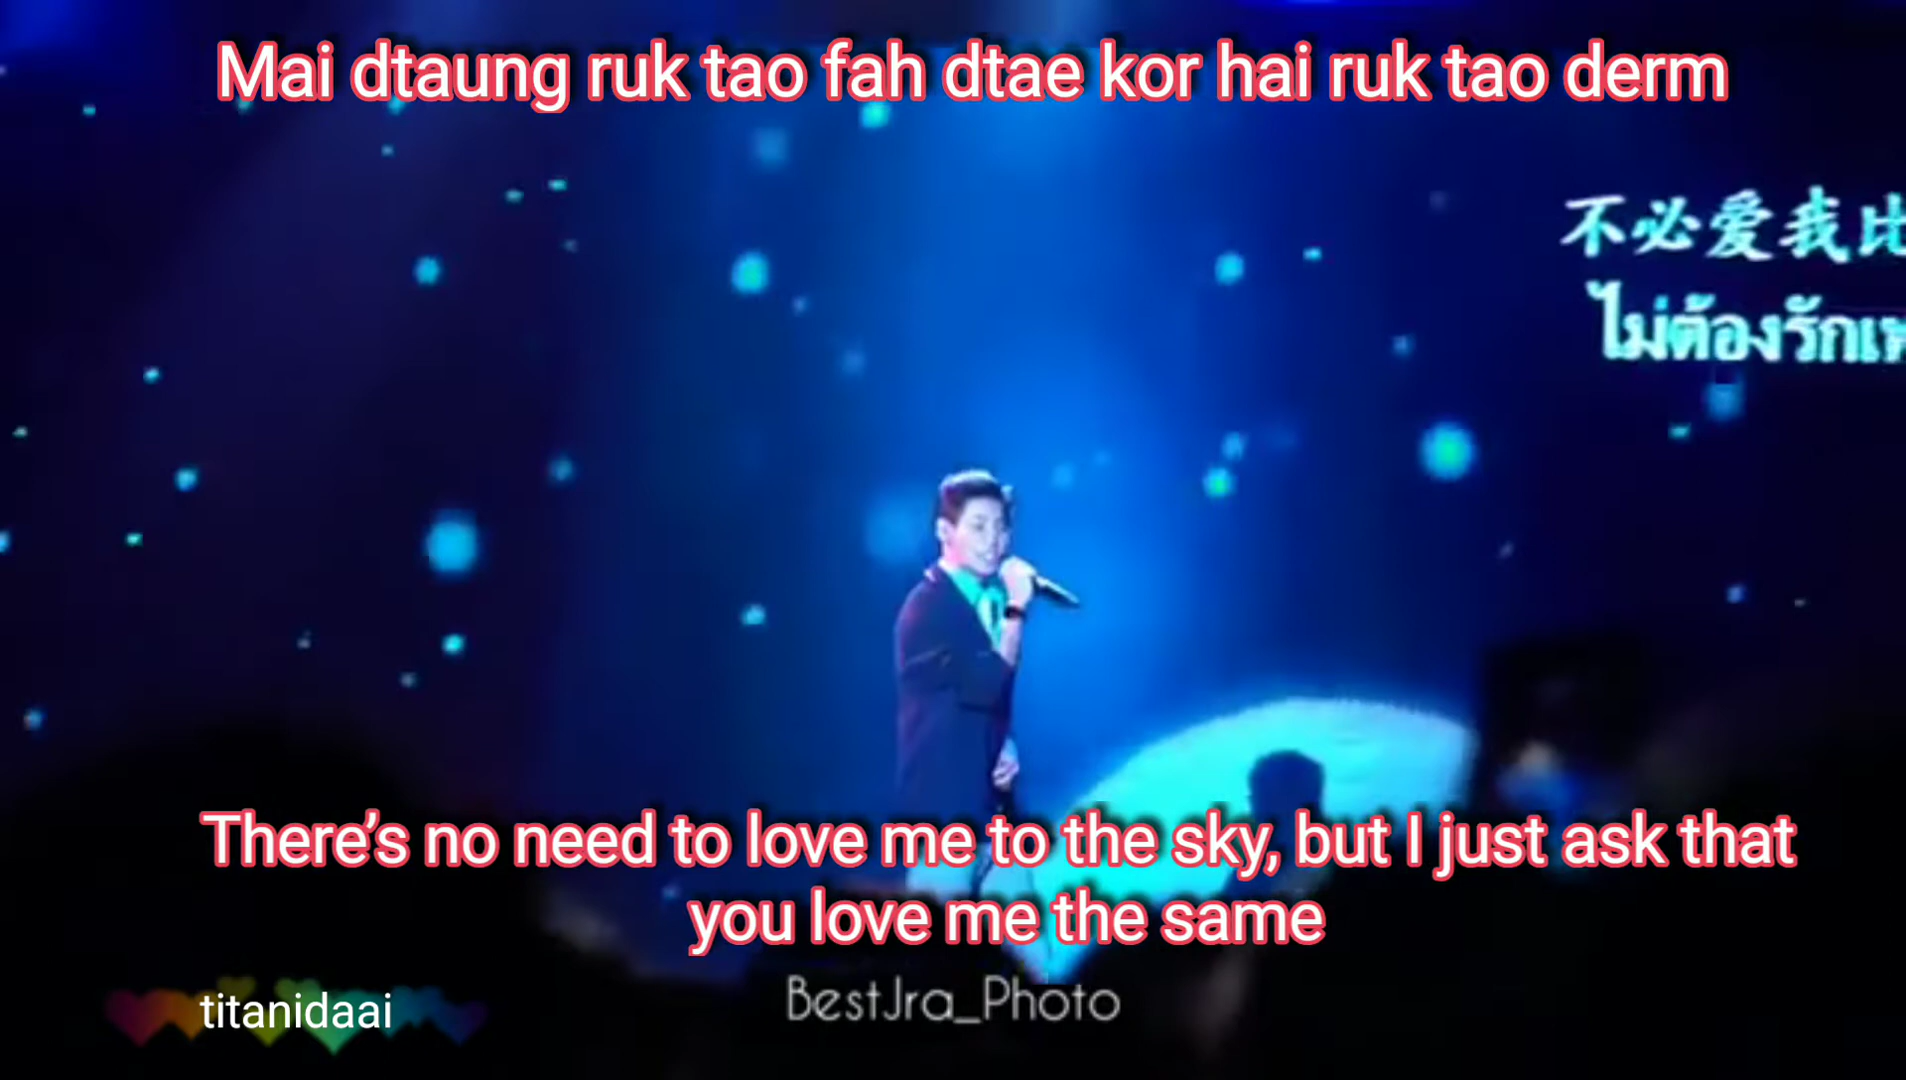 Mai dtaung ruk tao fah dtae kor hai ruk tao derm
不必爱我比
ไม่ต้องรักเ
There’s no need to love me to the sky, but I just ask that
you love me the same
BestJra_Photo
titanidaai